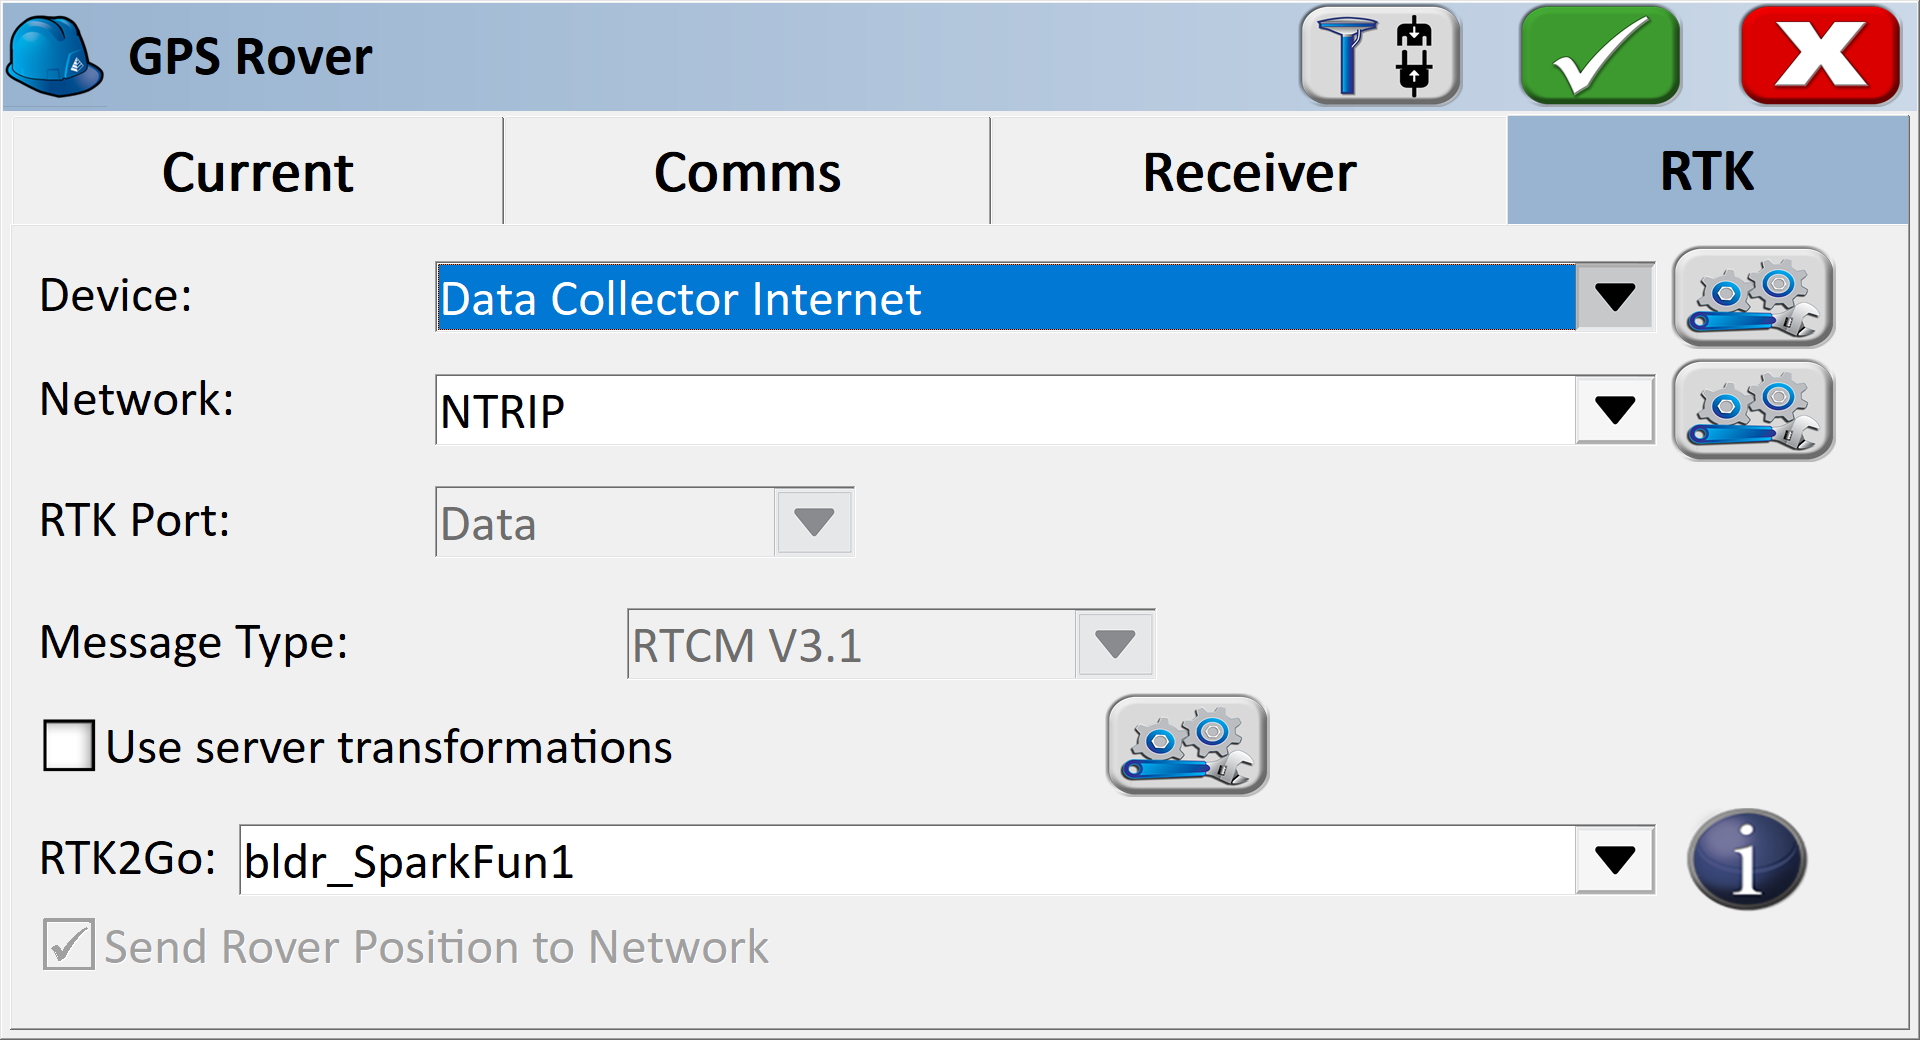 GPS Rover
Current Comms Receiver RTK
Device: Data Collector Internet
Network: NTRIP
RTK Port: Data
Message Type: RTCM V3.1
Use server transformations
RTK2Go: bldr_SparkFun1
Send Rover Position to Network